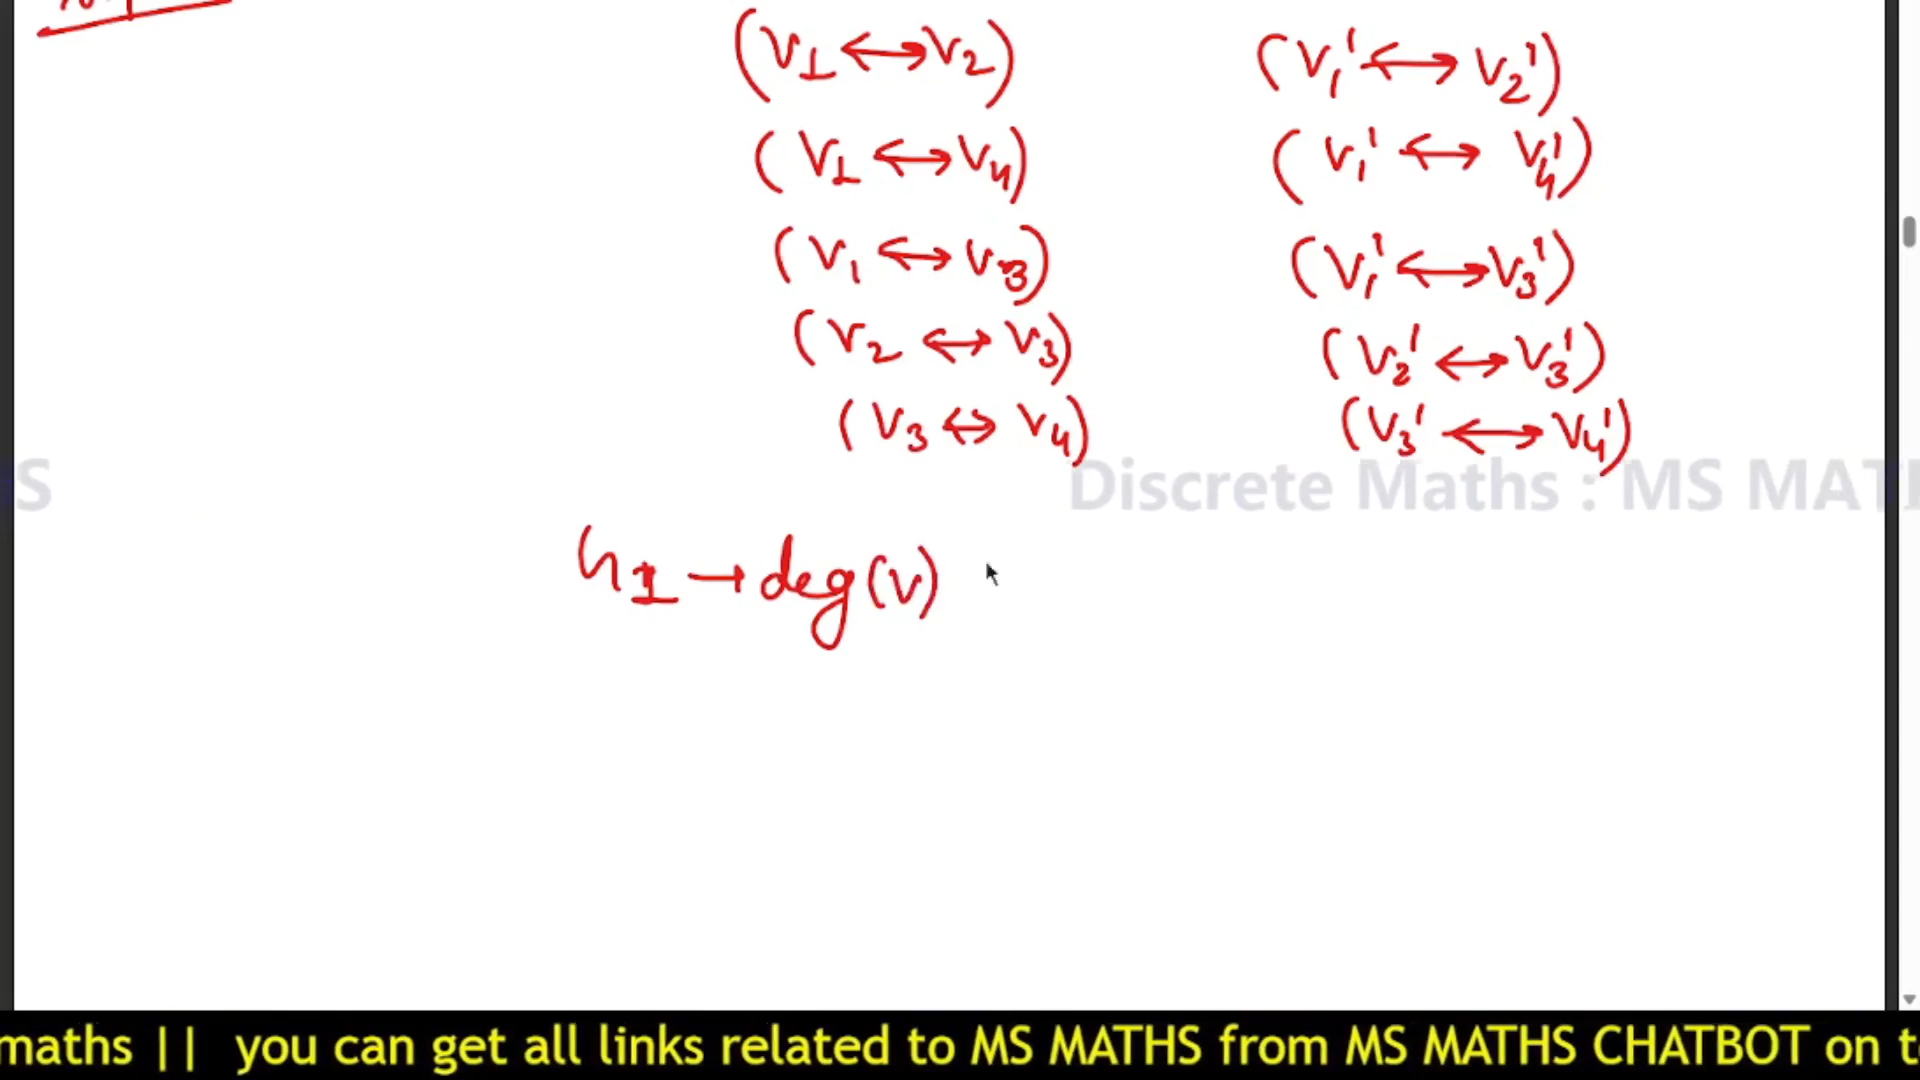 (V1 ↔ V2) (V1' ↔ V2')
(V1 ↔ V4) (V1' ↔ V4')
(V1 ↔ V3) (V1' ↔ V3')
(V2 ↔ V3) (V2' ↔ V3')
(V3 ↔ V4) (V3' ↔ V4')
S Discrete Maths : MS MAT
G1 → deg(V)
maths || you can get all links related to MS MATHS from MS MATHS CHATBOT on t